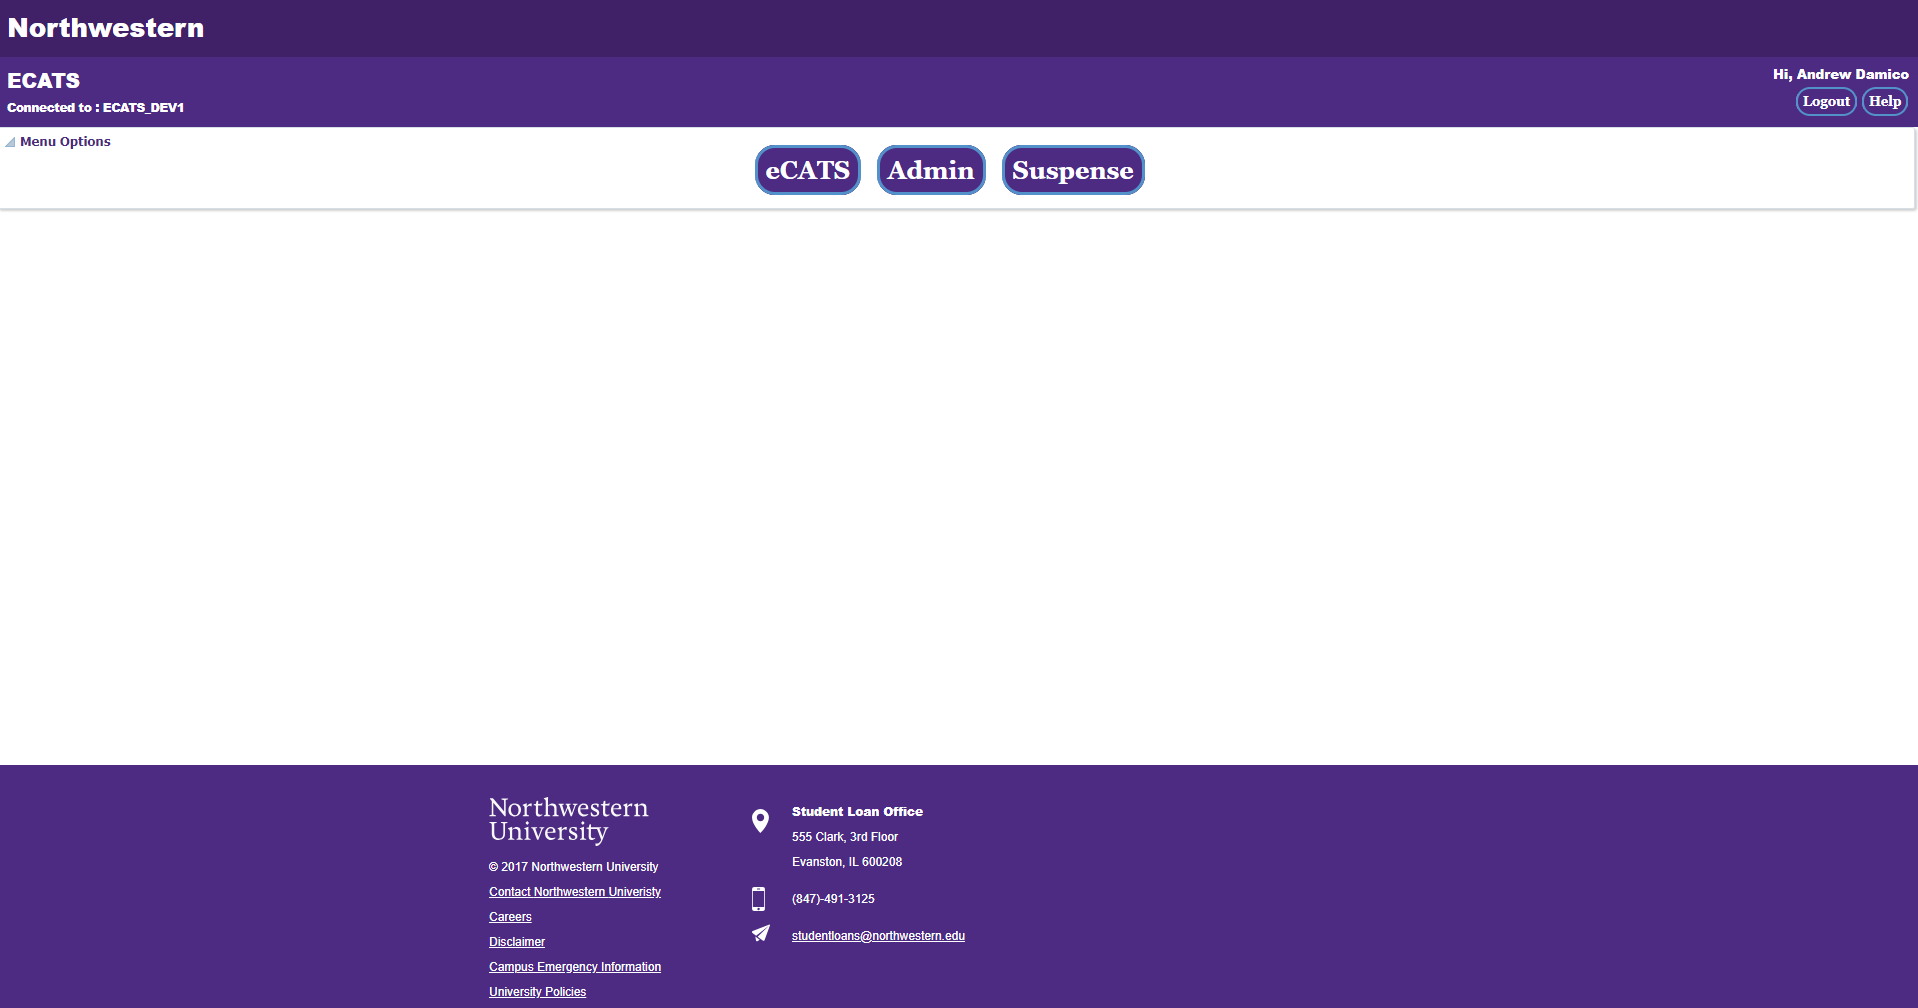 Northwestern
ECATS
Connected to : ECATS_DEV1
Hi, Andrew Damico
Logout Help
Menu Options
eCATS Admin Suspense
Northwestern
University
© 2017 Northwestern University
Contact Northwestern Univeristy
Careers
Disclaimer
Campus Emergency Information
University Policies
Student Loan Office
555 Clark, 3rd Floor
Evanston, IL 600208
(847)-491-3125
studentloans@northwestern.edu